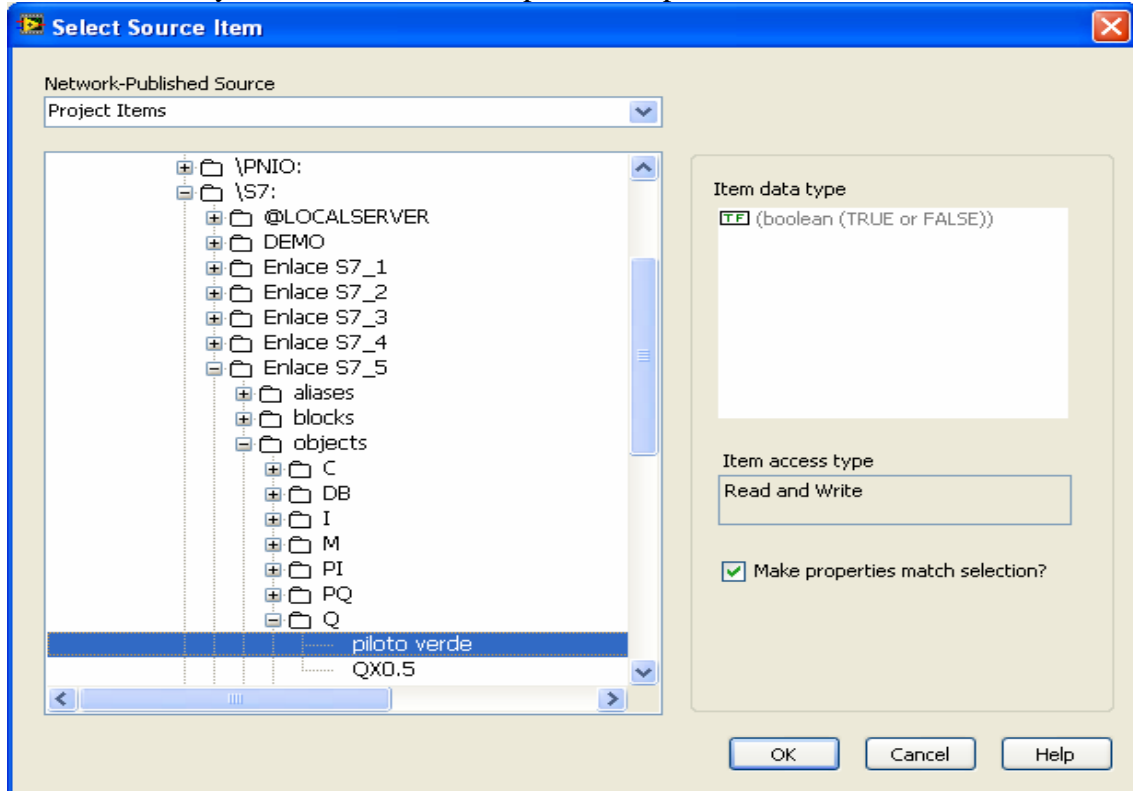 Select Source Item
Network-Published Source
Project Items
\PNIO:
\S7:
@LOCALSERVER
DEMO
Enlace S7_1
Enlace S7_2
Enlace S7_3
Enlace S7_4
Enlace S7_5
aliases
blocks
objects
C
DB
I
M
PI
PQ
Q
piloto verde
QX0.5
Item data type
TF (boolean (TRUE or FALSE))
Item access type
Read and Write
Make properties match selection?
OK Cancel Help